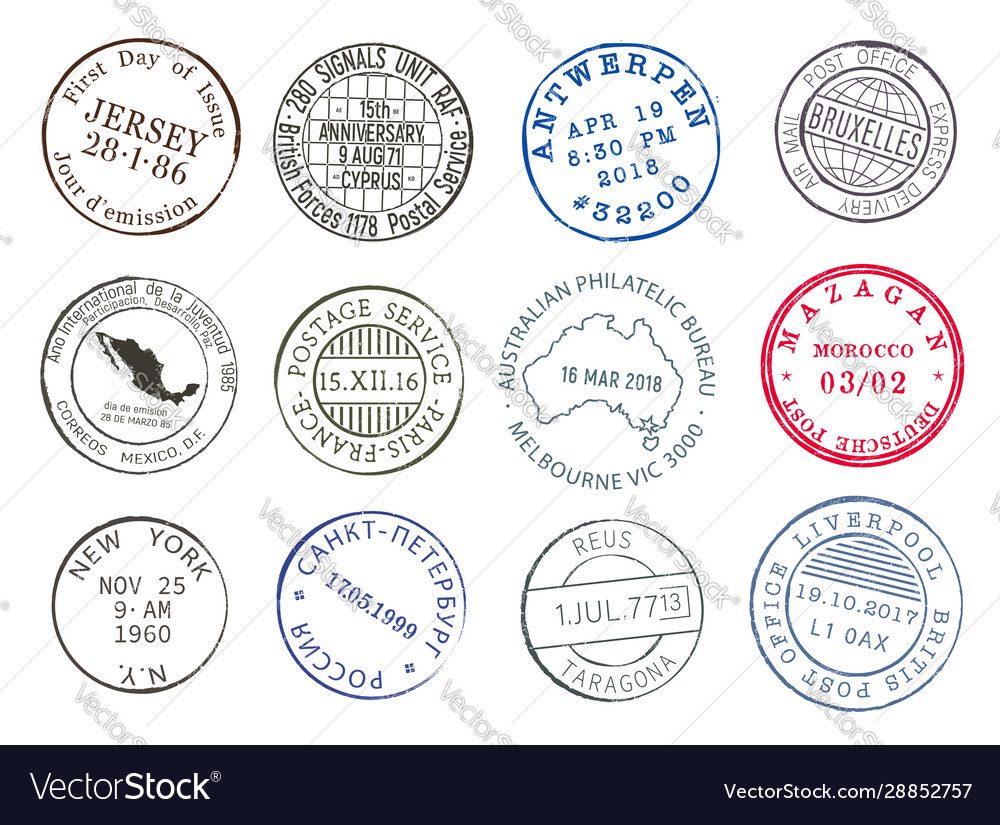 First Day of Issue
JERSEY
28·1·86
Jour d'emission
280 SIGNALS UNIT RAF·
AE 15th BE
ANNIVERSARY
9 AUG 71
AD CYPRUS KB
· British Forces 1178 Postal Service ·
ANTWERPEN
APR 19
8:30 PM
2018
#32200
POST OFFICE
AIR MAIL
BRUXELLES
EXPRESS DELIVERY
Ano International de la Juventud 1985
Participacion, Desarrollo, Paz
dia de emision
28 DE MARZO 85
CORREOS MEXICO, D.F.
POSTAGE SERVICE
15.XII.16
-PARIS-FRANCE-
AUSTRALIAN PHILATELIC BUREAU
16 MAR 2018
· MELBOURNE VIC 3000 ·
MAZAGAN
MOROCCO
03/02
DEUTSCHE POST
NEW YORK
NOV 25
9·AM
1960
N.Y.
САНКТ-ПЕТЕРБУРГ
17.05.1999
РОССИЯ
REUS
1.JUL.77 13
TARAGONA
POST OFFICE LIVERPOOL
19.10.2017
L1 0AX
BRITIS POST
VectorStock®
VectorStock.com/28852757